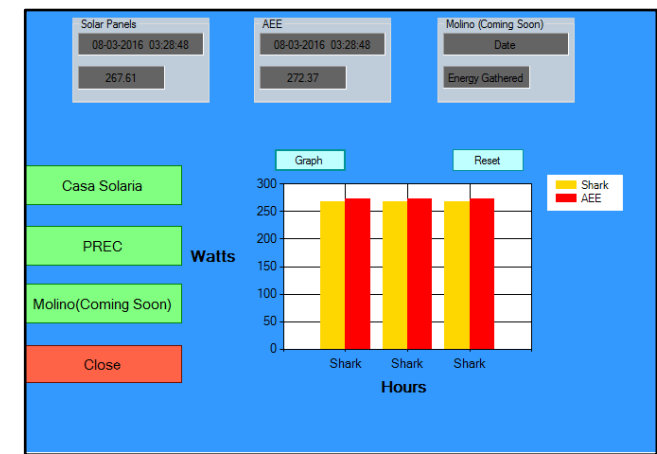 Solar Panels
08-03-2016 03:28:48
267.61
AEE
08-03-2016 03:28:48
272.37
Molino (Coming Soon)
Date
Energy Gathered
Casa Solaria
PREC
Molino(Coming Soon)
Close
Graph
Reset
Watts
300
250
200
150
100
50
0
Shark Shark Shark
Hours
Shark
AEE